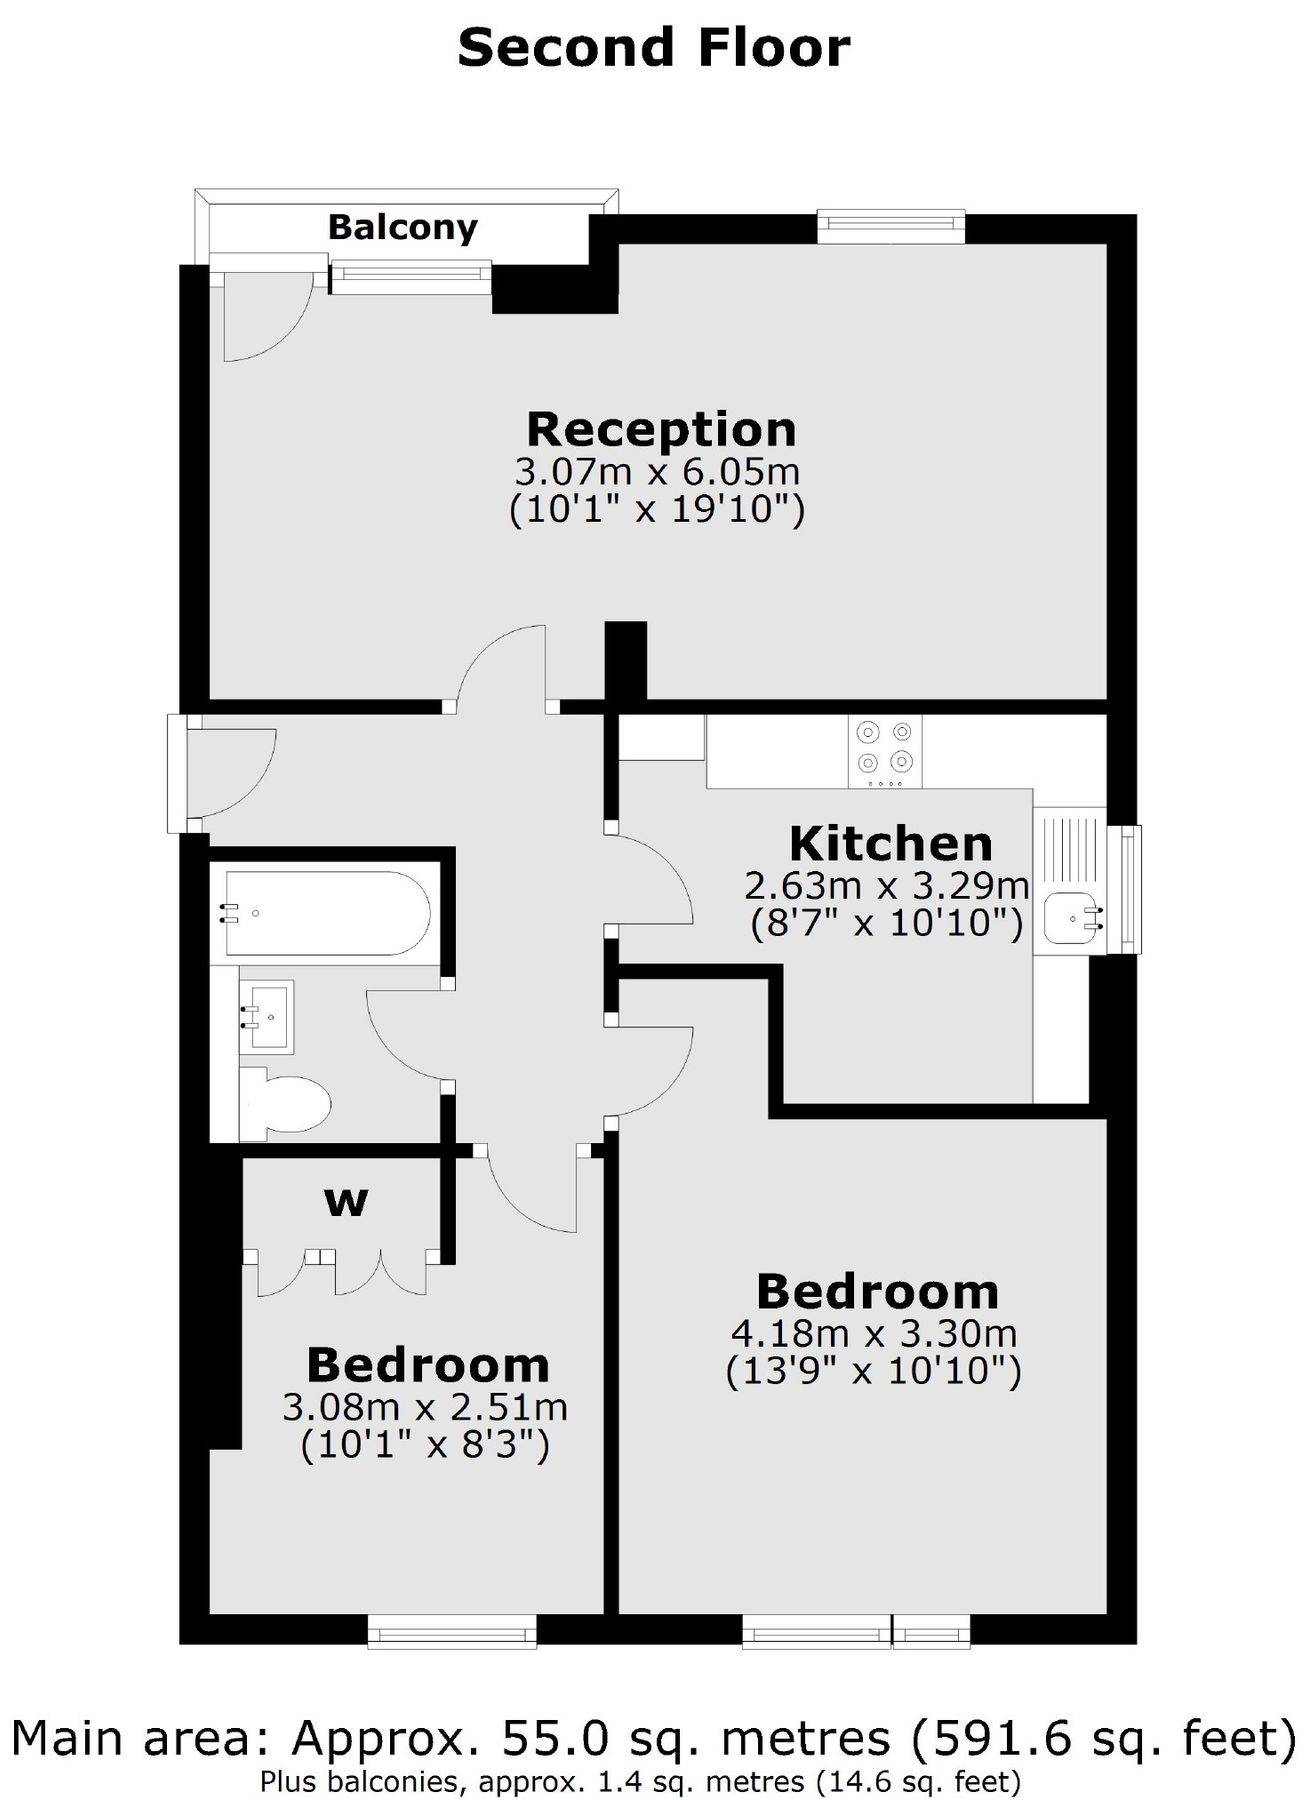 Second Floor
Balcony
Reception
3.07m x 6.05m
(10'1" x 19'10")
Kitchen
2.63m x 3.29m
(8'7" x 10'10")
w
Bedroom
4.18m x 3.30m
(13'9" x 10'10")
Bedroom
3.08m x 2.51m
(10'1" x 8'3")
Main area: Approx. 55.0 sq. metres (591.6 sq. feet)
Plus balconies, approx. 1.4 sq. metres (14.6 sq. feet)